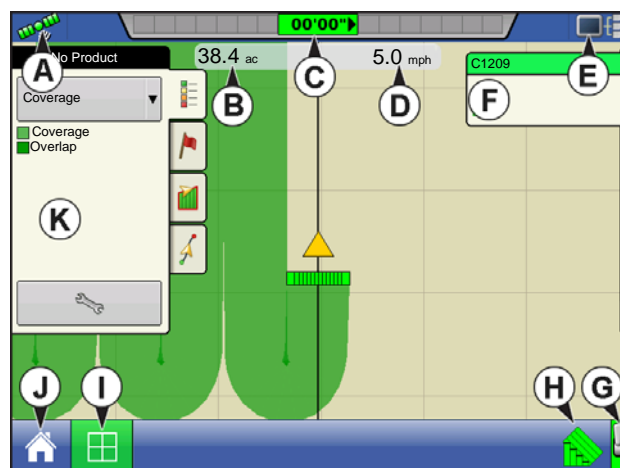 00'00"
A
No Product
38.4 ac
B
C
5.0 mph
D
E
C1209
F
Coverage
Coverage
Overlap
K
J
I
H
G